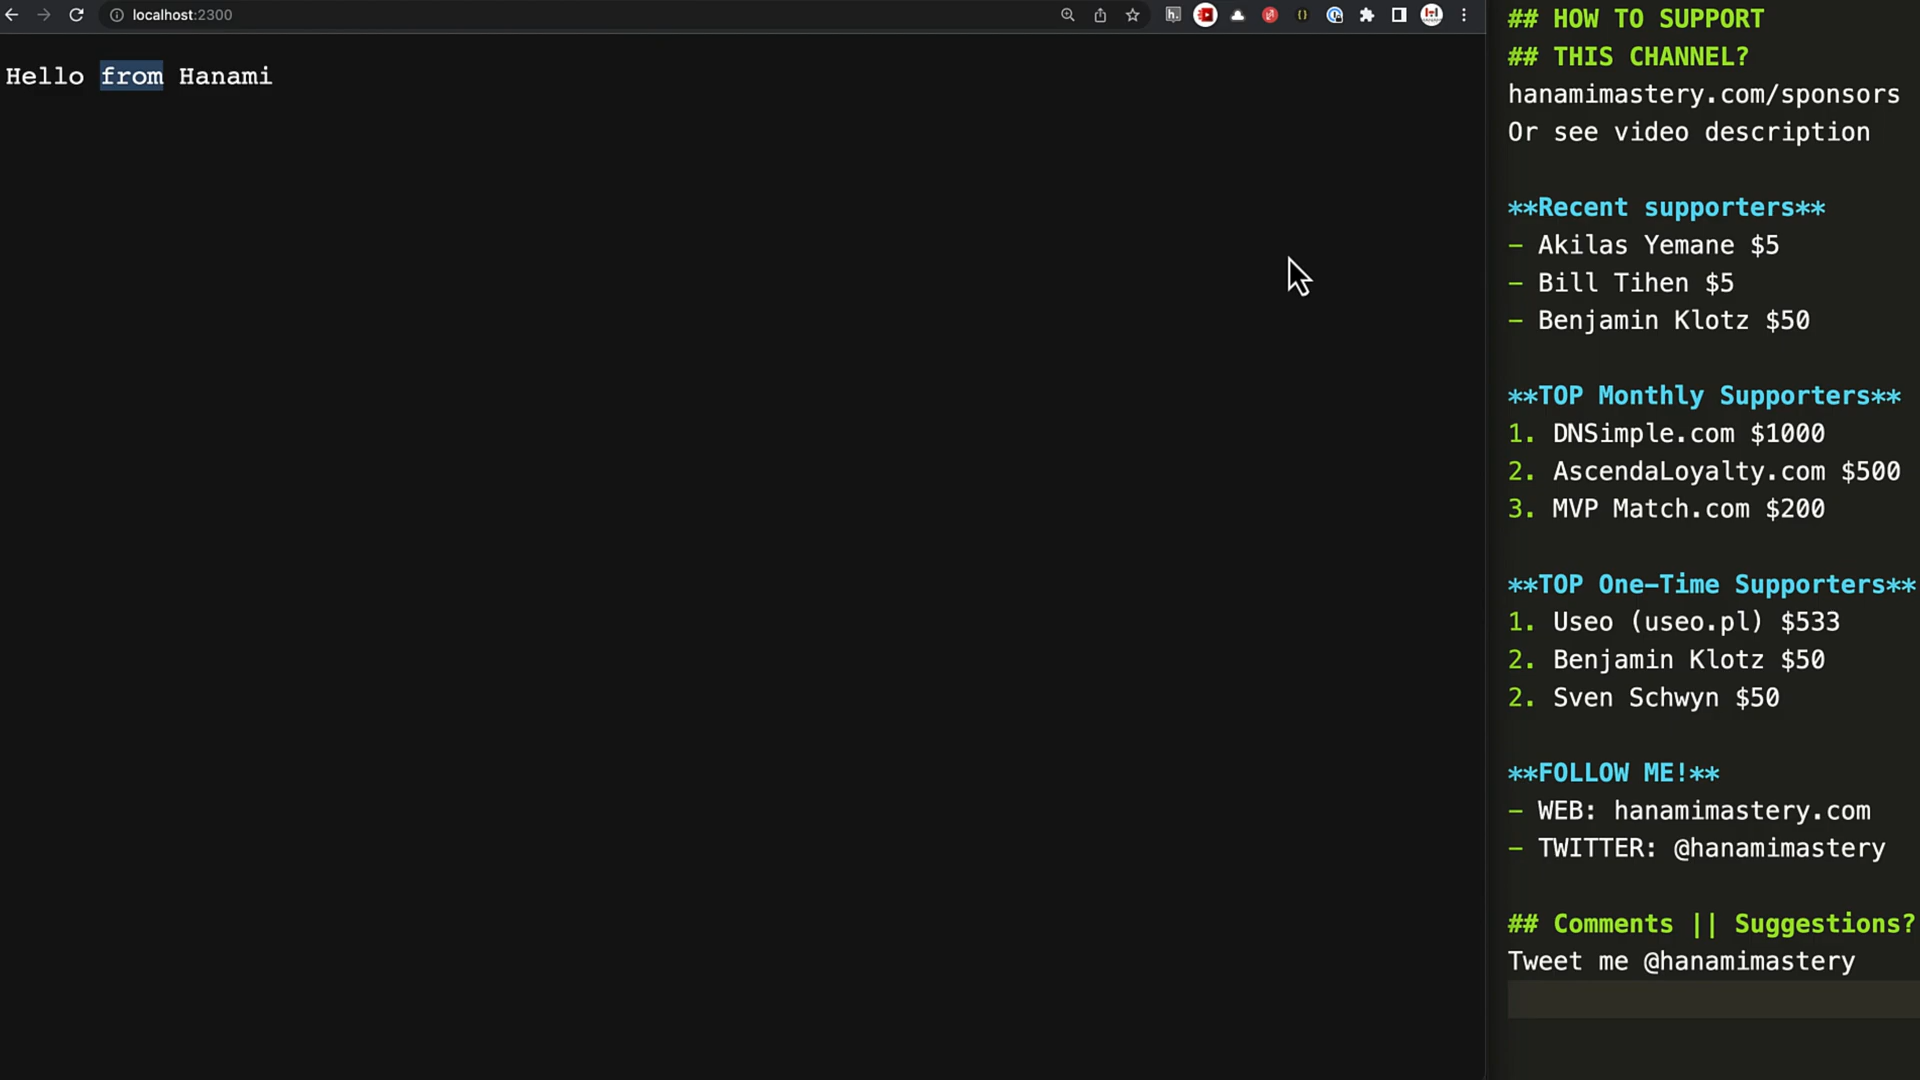 localhost:2300
Hello from Hanami
## HOW TO SUPPORT
## THIS CHANNEL?
hanamimastery.com/sponsors
Or see video description
**Recent supporters**
- Akilas Yemane $5
- Bill Tihen $5
- Benjamin Klotz $50
**TOP Monthly Supporters**
1. DNSimple.com $1000
2. AscendaLoyalty.com $500
3. MVP Match.com $200
**TOP One-Time Supporters**
1. Useo (useo.pl) $533
2. Benjamin Klotz $50
2. Sven Schwyn $50
**FOLLOW ME!**
- WEB: hanamimastery.com
- TWITTER: @hanamimastery
## Comments || Suggestions?
Tweet me @hanamimastery